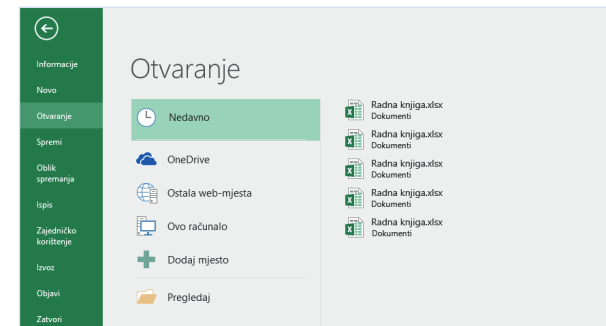 Informacije
Novo
Otvaranje
Spremi
Oblik
spremanja
Ispis
Zajedničko
korištenje
Izvoz
Objavi
Zatvori
Otvaranje
Nedavno
OneDrive
Ostala web-mjesta
Ovo računalo
Dodaj mjesto
Pregledaj
Radna knjiga.xlsx
Dokumenti
Radna knjiga.xlsx
Dokumenti
Radna knjiga.xlsx
Dokumenti
Radna knjiga.xlsx
Dokumenti
Radna knjiga.xlsx
Dokumenti